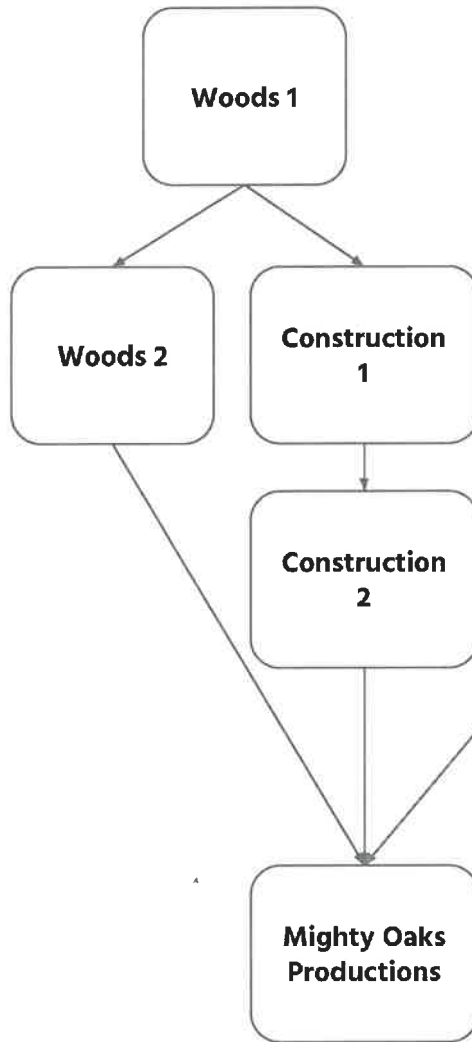 Woods 1
Woods 2
Construction
1
Construction
2
Mighty Oaks
Productions